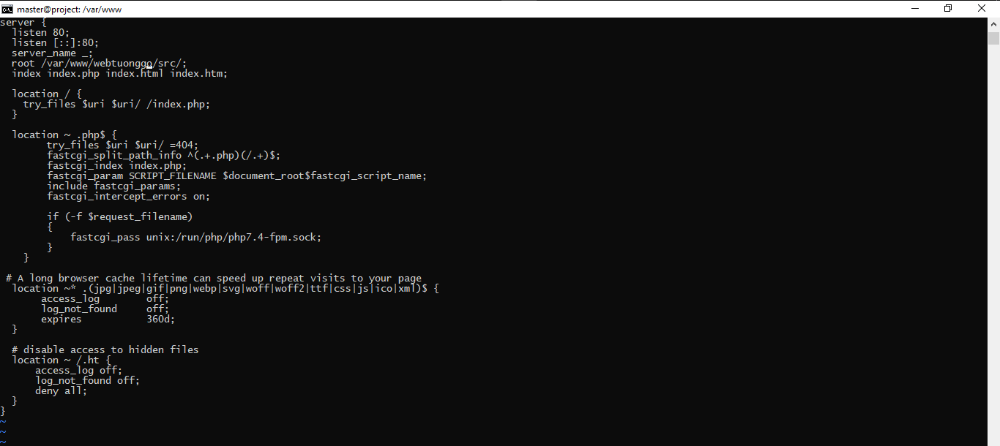 master@project: /var/www
server {
  listen 80;
  listen [::]:80;
  server_name _;
  root /var/www/webtuonggo/src/;
  index index.php index.html index.htm;

  location / {
    try_files $uri $uri/ /index.php;
  }

  location ~ .php$ {
        try_files $uri $uri/ =404;
        fastcgi_split_path_info ^(.+.php)(/.+)$;
        fastcgi_index index.php;
        fastcgi_param SCRIPT_FILENAME $document_root$fastcgi_script_name;
        include fastcgi_params;
        fastcgi_intercept_errors on;

        if (-f $request_filename)
        {
            fastcgi_pass unix:/run/php/php7.4-fpm.sock;
        }
    }

 # A long browser cache lifetime can speed up repeat visits to your page
  location ~* .(jpg|jpeg|gif|png|webp|svg|woff|woff2|ttf|css|js|ico|xml)$ {
       access_log        off;
       log_not_found     off;
       expires           360d;
  }

  # disable access to hidden files
  location ~ /.ht {
      access_log off;
      log_not_found off;
      deny all;
  }
}
~
~
~